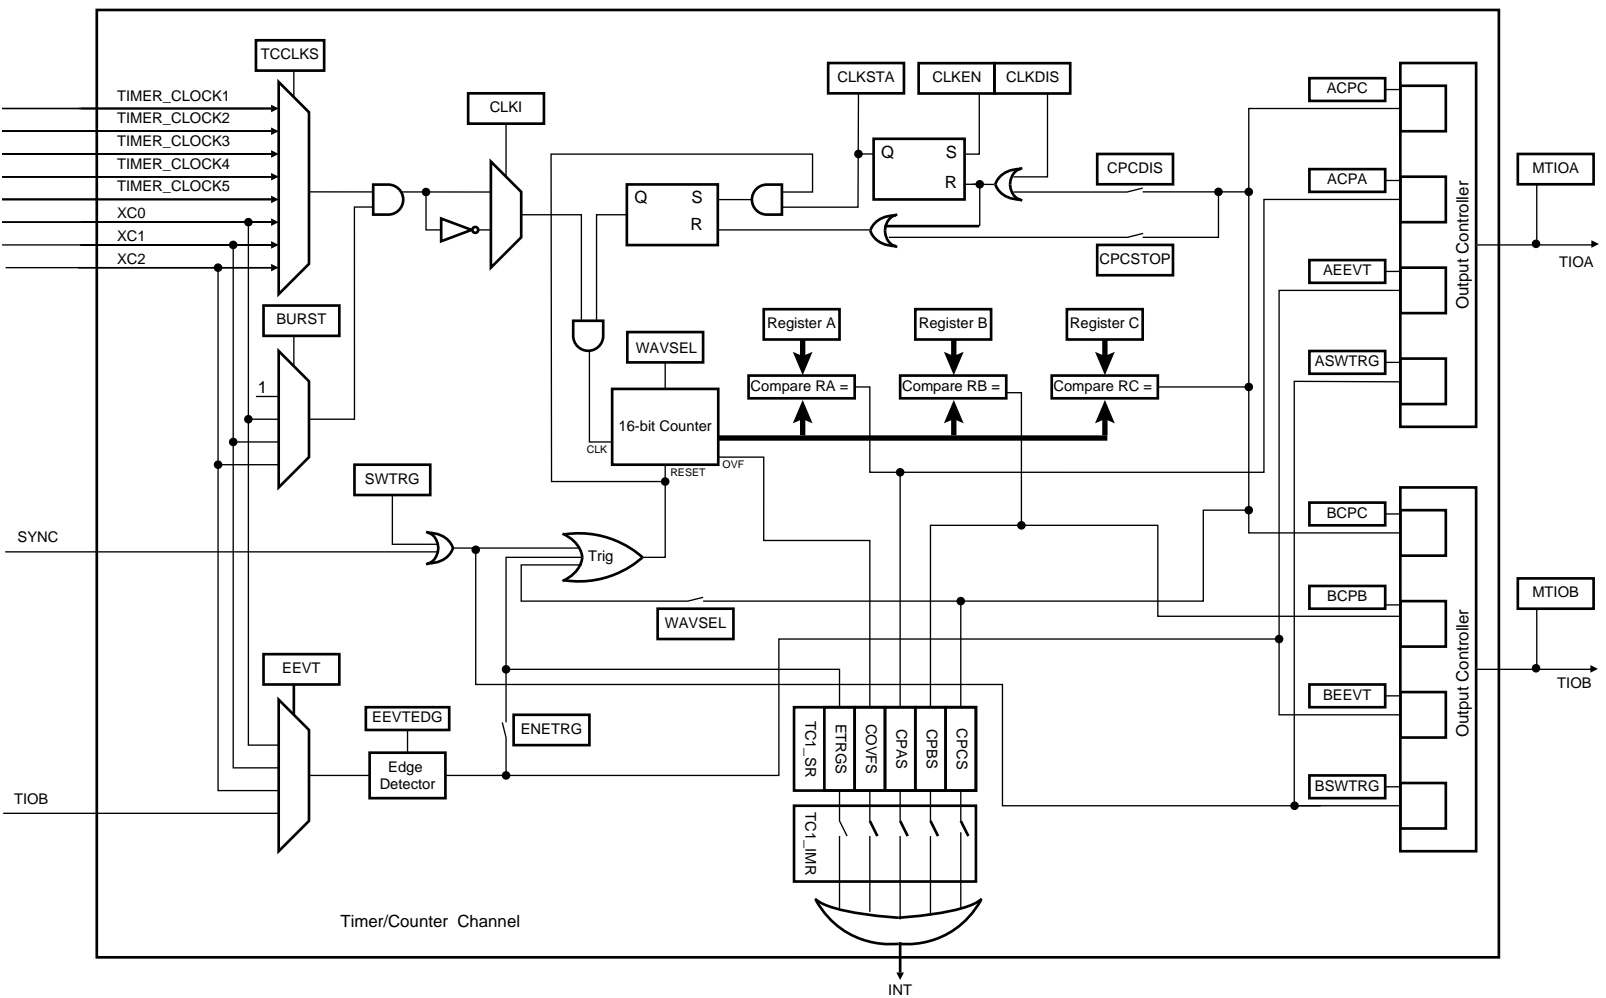 TCCLKS
TIMER_CLOCK1
TIMER_CLOCK2
TIMER_CLOCK3
TIMER_CLOCK4
TIMER_CLOCK5
XC0
XC1
XC2
CLKI
CLKSTA
CLKEN
CLKDIS
Q
S
R
Q
S
R
CPCDIS
CPCSTOP
ACPC
ACPA
AEEVT
ASWTRG
Output Controller
MTIOA
TIOA
BURST
1
Register A
Register B
Register C
WAVSEL
Compare RA =
Compare RB =
Compare RC =
16-bit Counter
CLK
OVF
RESET
SWTRG
SYNC
Trig
WAVSEL
BCPC
BCPB
BEEVT
BSWTRG
Output Controller
MTIOB
TIOB
EEVT
EEVTEDG
Edge
Detector
ENETRG
TIOB
TC1_SR
ETRGS
COVFS
CPAS
CPBS
CPCS
TC1_IMR
Timer/Counter Channel
INT